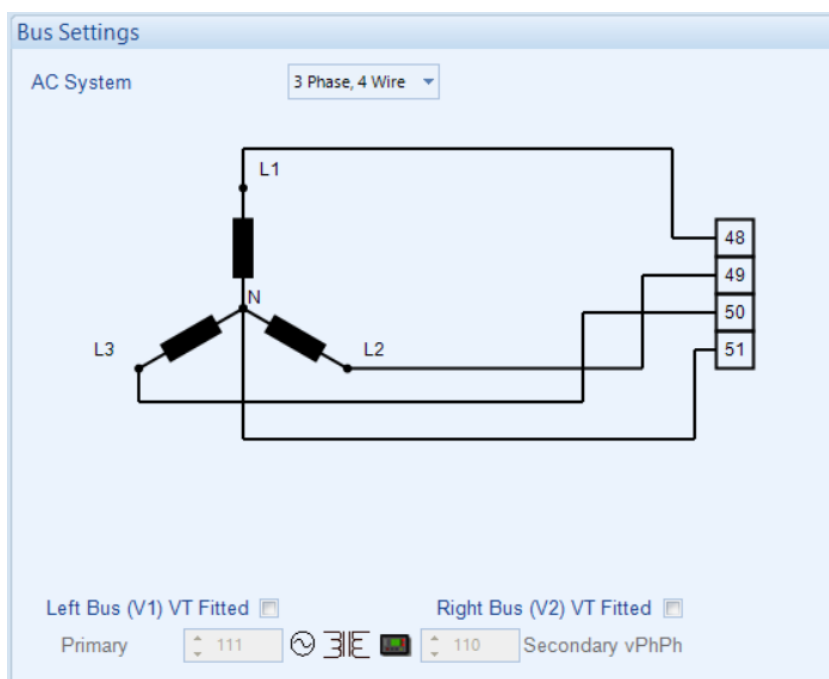 Bus Settings
AC System 3 Phase, 4 Wire
L1
48
49
N
50
L3 L2 51
Left Bus (V1) VT Fitted Right Bus (V2) VT Fitted
Primary 111 110 Secondary vPhPh